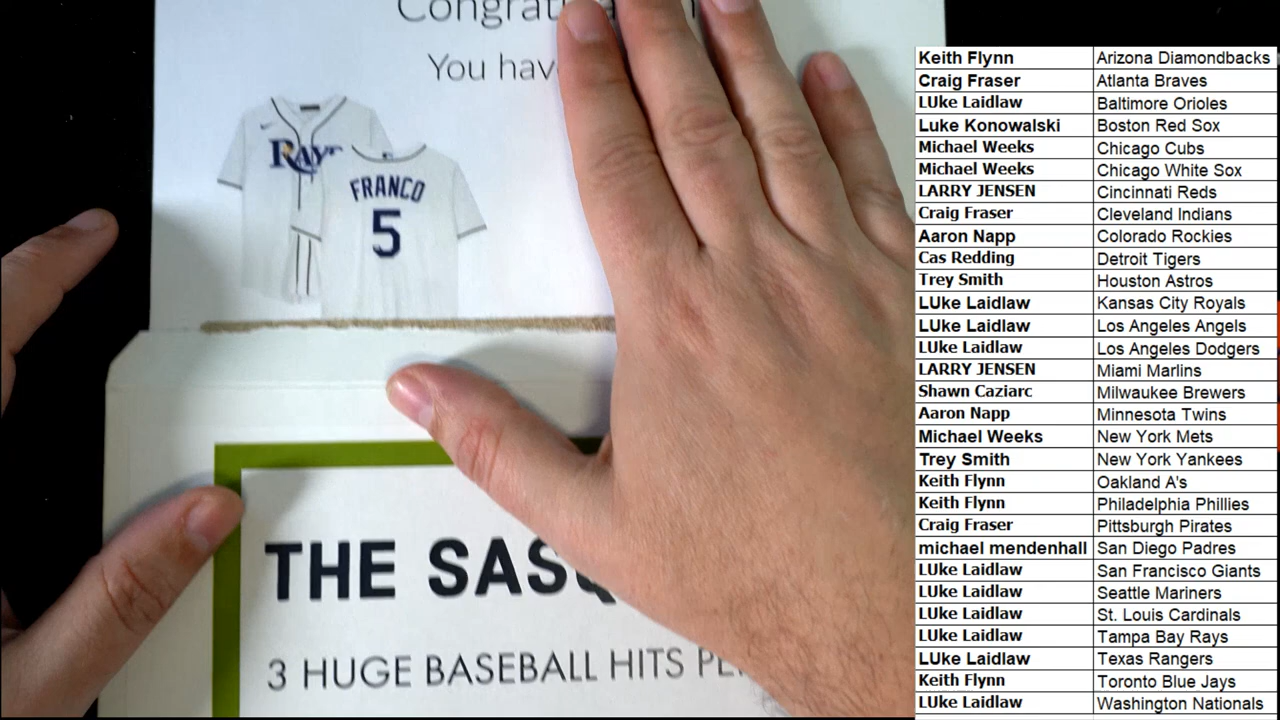 You
RAYS
FRANCO
5
THE
3 HUGE BASEBALL HITS
Keith Flynn Arizona Diamondbacks
Craig Fraser Atlanta Braves
LUke Laidlaw Baltimore Orioles
Luke Konowalski Boston Red Sox
Michael Weeks Chicago Cubs
Michael Weeks Chicago White Sox
LARRY JENSEN Cincinnati Reds
Craig Fraser Cleveland Indians
Aaron Napp Colorado Rockies
Cas Redding Detroit Tigers
Trey Smith Houston Astros
LUke Laidlaw Kansas City Royals
LUke Laidlaw Los Angeles Angels
LUke Laidlaw Los Angeles Dodgers
LARRY JENSEN Miami Marlins
Shawn Caziarc Milwaukee Brewers
Aaron Napp Minnesota Twins
Michael Weeks New York Mets
Trey Smith New York Yankees
Keith Flynn Oakland A's
Keith Flynn Philadelphia Phillies
Craig Fraser Pittsburgh Pirates
michael mendenhall San Diego Padres
LUke Laidlaw San Francisco Giants
LUke Laidlaw Seattle Mariners
LUke Laidlaw St. Louis Cardinals
LUke Laidlaw Tampa Bay Rays
LUke Laidlaw Texas Rangers
Keith Flynn Toronto Blue Jays
LUke Laidlaw Washington Nationals